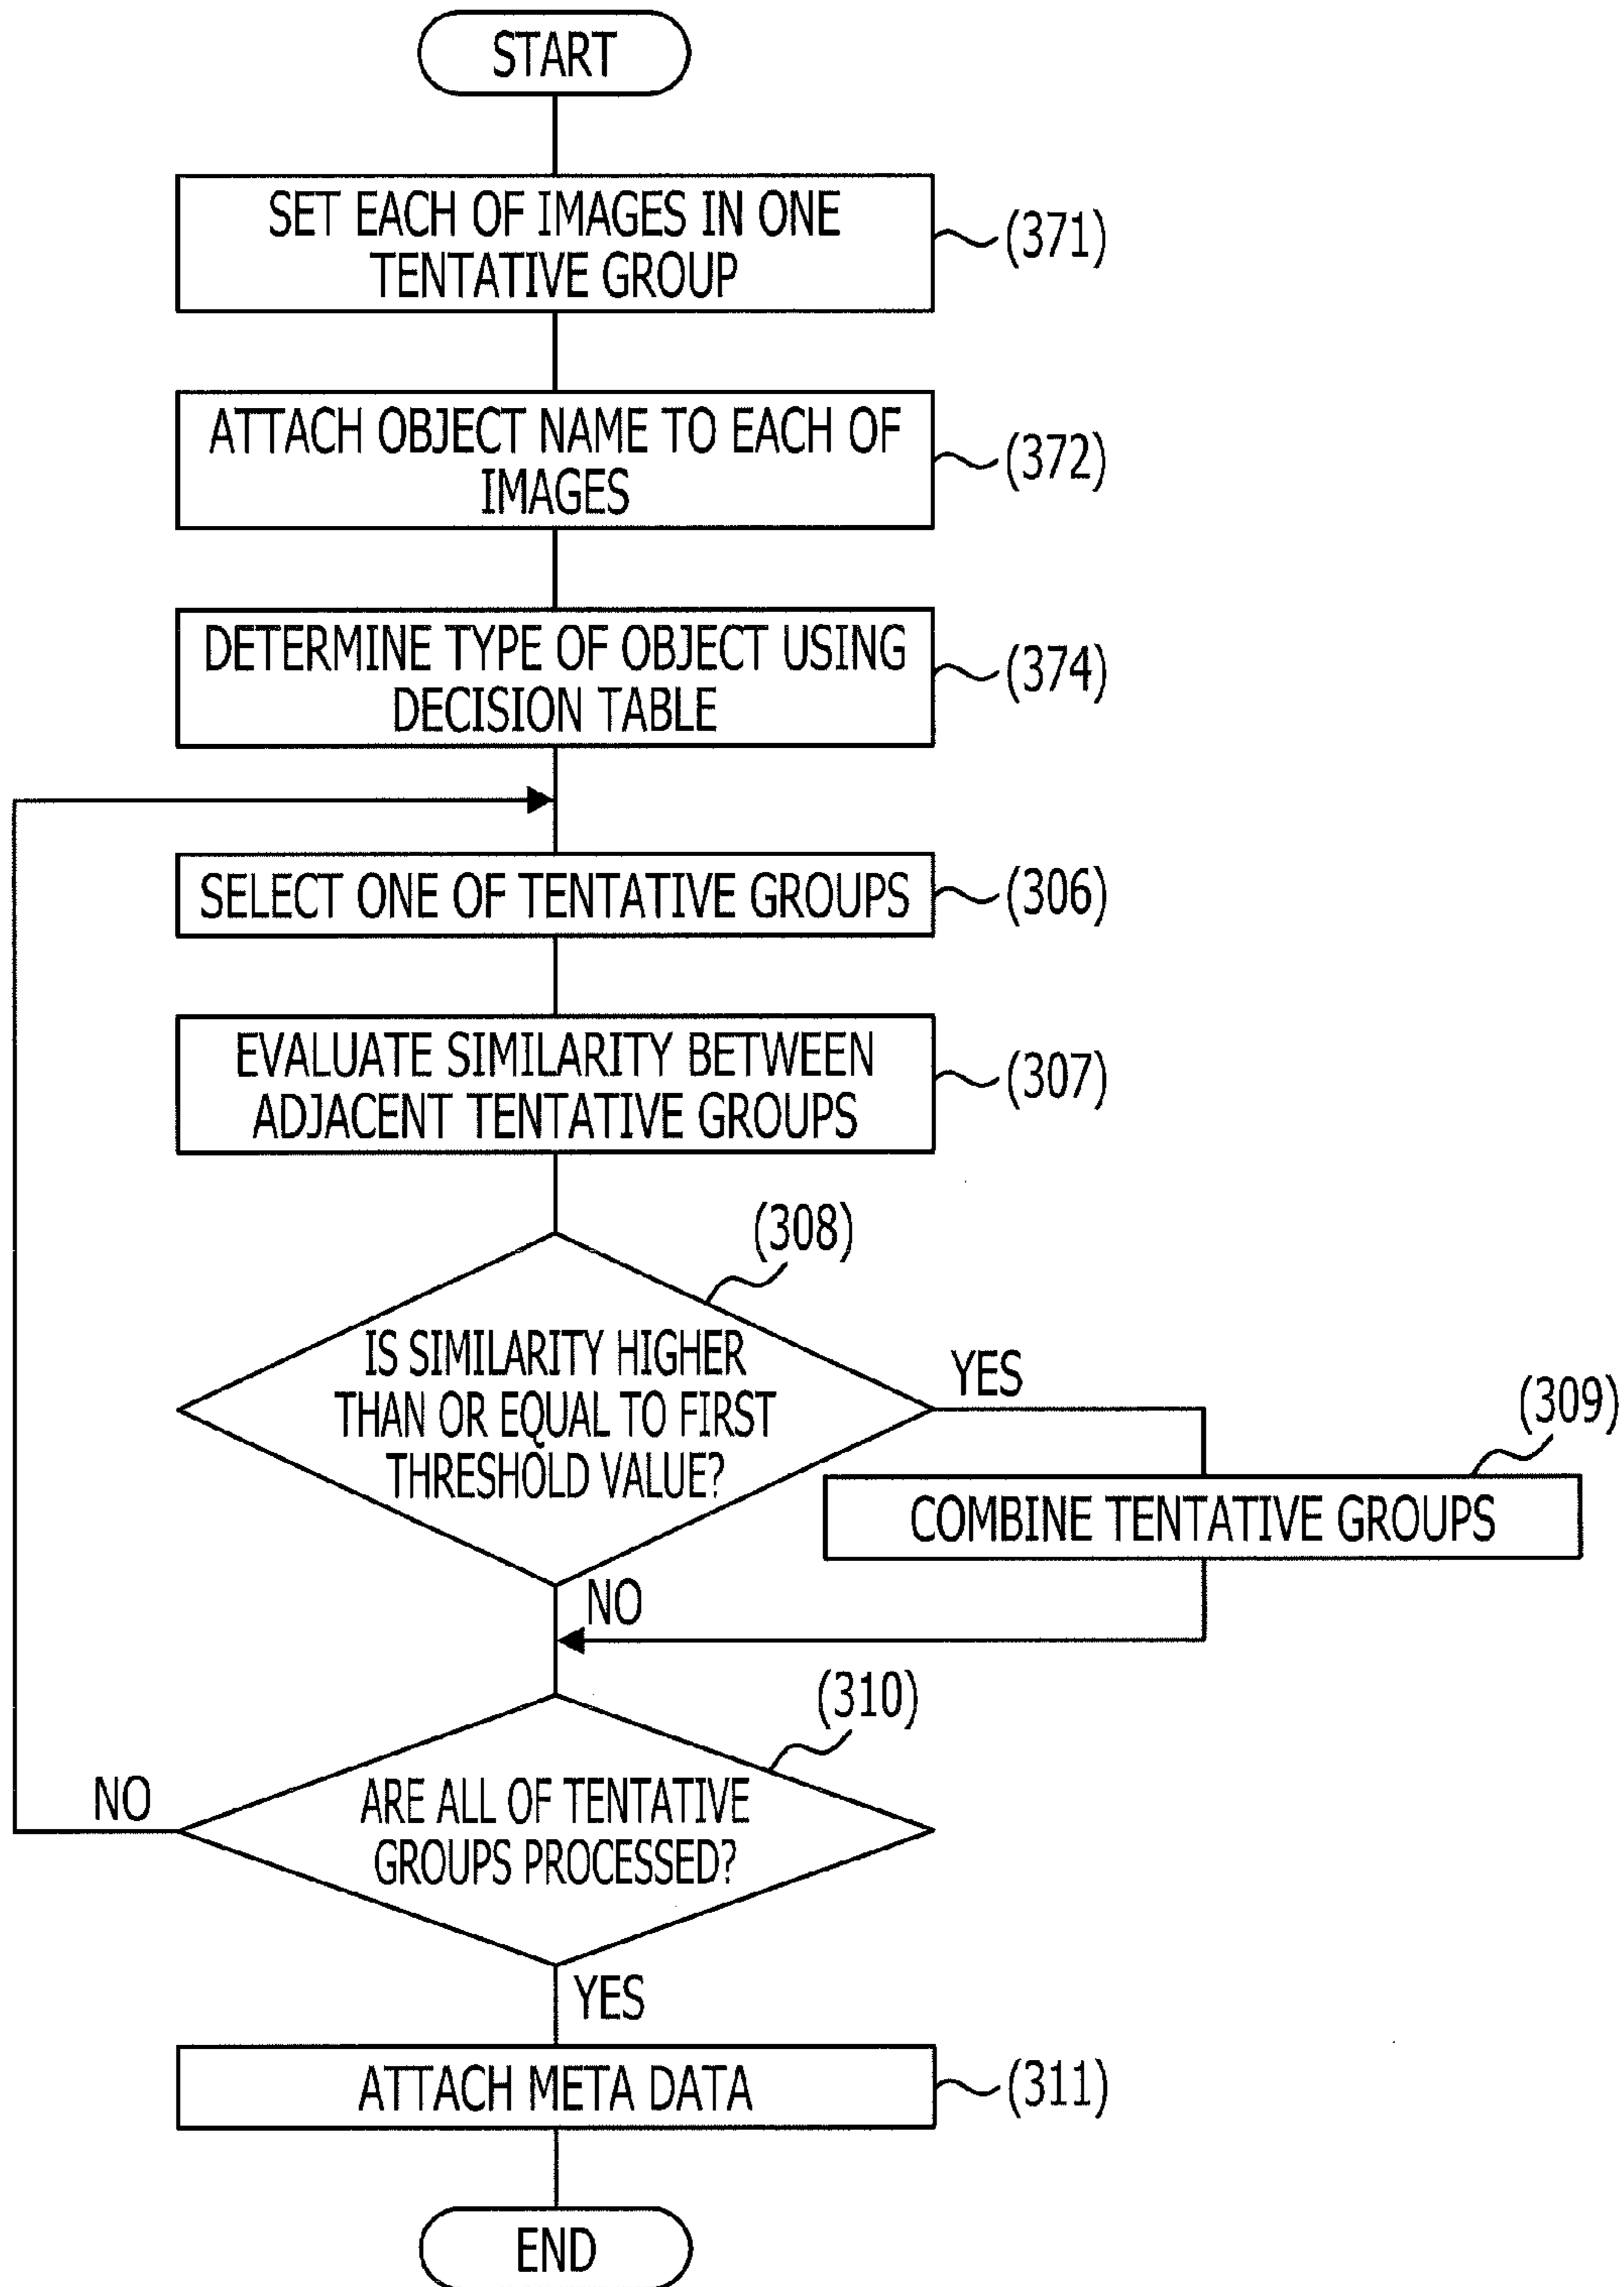 START
SET EACH OF IMAGES IN ONE
TENTATIVE GROUP
(371)
ATTACH OBJECT NAME TO EACH OF
IMAGES
(372)
DETERMINE TYPE OF OBJECT USING
DECISION TABLE
(374)
SELECT ONE OF TENTATIVE GROUPS
(306)
EVALUATE SIMILARITY BETWEEN
ADJACENT TENTATIVE GROUPS
(307)
(308)
IS SIMILARITY HIGHER
THAN OR EQUAL TO FIRST
THRESHOLD VALUE?
YES
(309)
COMBINE TENTATIVE GROUPS
NO
(310)
ARE ALL OF TENTATIVE
GROUPS PROCESSED?
NO
YES
ATTACH META DATA
(311)
END